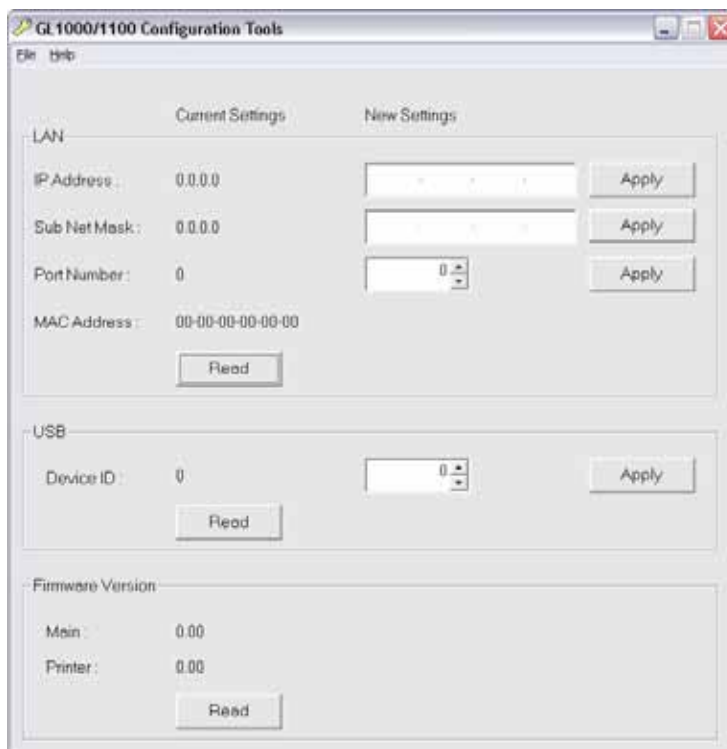 GL1000/1100 Configuration Tools
File Help
Current Settings New Settings
LAN
IP Address : 0.0.0.0 Apply
Sub Net Mask : 0.0.0.0 Apply
Port Number : 0 0 Apply
MAC Address : 00-00-00-00-00-00
Read
USB
Device ID : 0 0 Apply
Read
Firmware Version
Main : 0.00
Printer : 0.00
Read